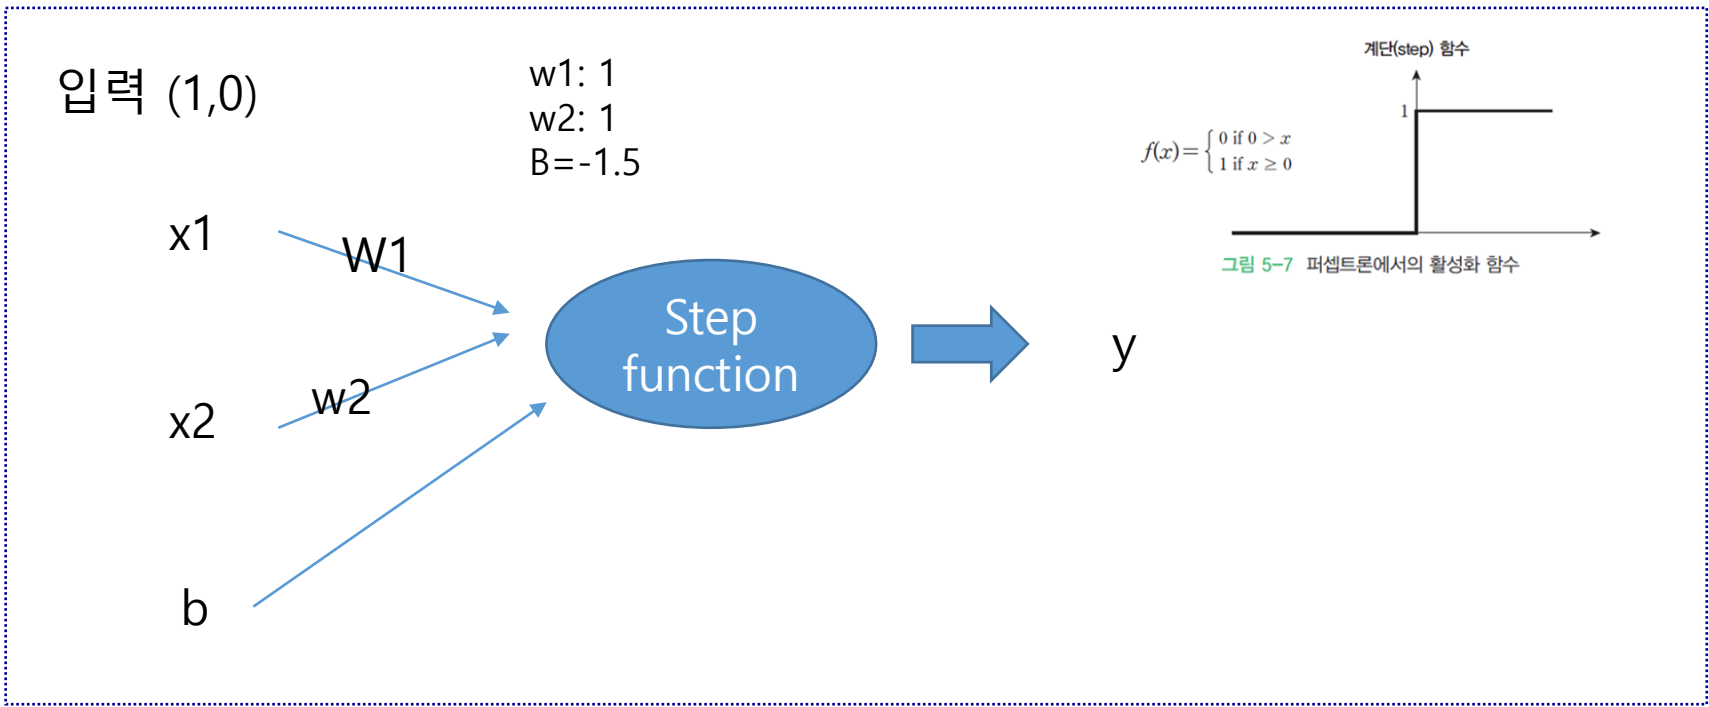 입력 (1,0)
w1: 1
w2: 1
B=-1.5
계단(step) 함수
1
f(x)={ 0 if 0 > x
1 if x ≥ 0
그림 5-7 퍼셉트론에서의 활성화 함수
x1
W1
Step
function
y
w2
x2
b